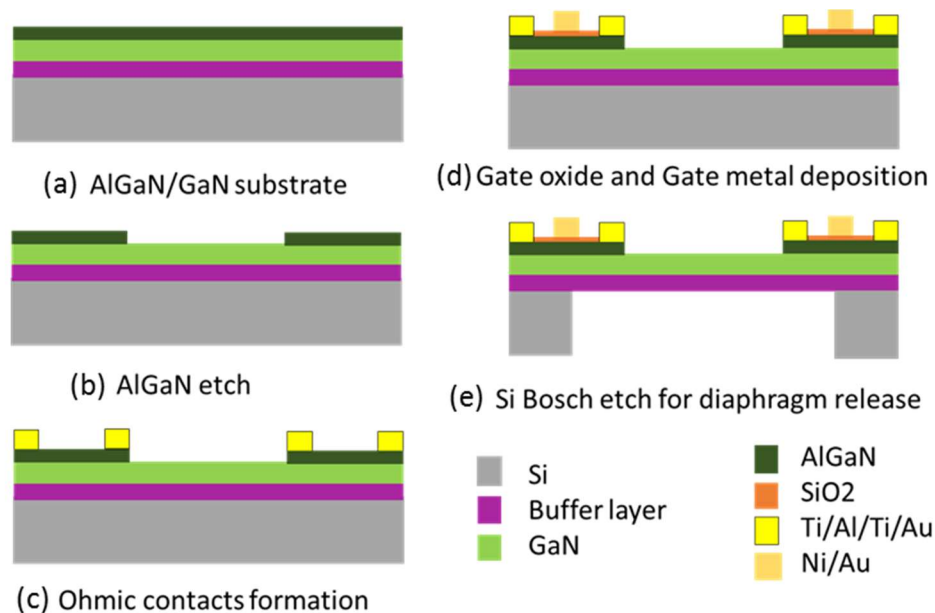 (a) AlGaN/GaN substrate
(b) AlGaN etch
(c) Ohmic contacts formation
(d) Gate oxide and Gate metal deposition
(e) Si Bosch etch for diaphragm release
Si
Buffer layer
GaN
AlGaN
SiO2
Ti/Al/Ti/Au
Ni/Au